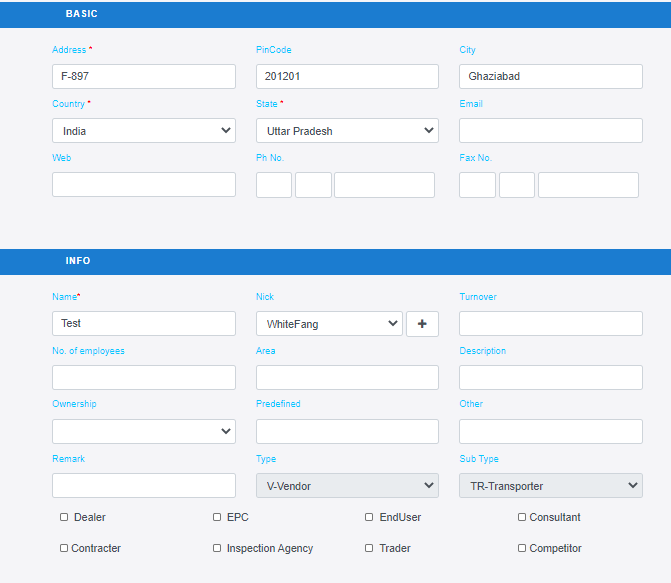 BASIC
Address * PinCode City
F-897 201201 Ghaziabad
Country * State * Email
India Uttar Pradesh
Web Ph No. Fax No.
INFO
Name* Nick Turnover
Test WhiteFang +
No. of employees Area Description
Ownership Predefined Other
Remark Type Sub Type
V-Vendor TR-Transporter
Dealer EPC EndUser Consultant
Contracter Inspection Agency Trader Competitor